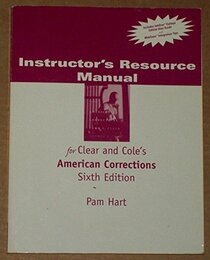 Instructor's Resource
Manual
for Clear and Cole's
American Corrections
Sixth Edition
Pam Hart